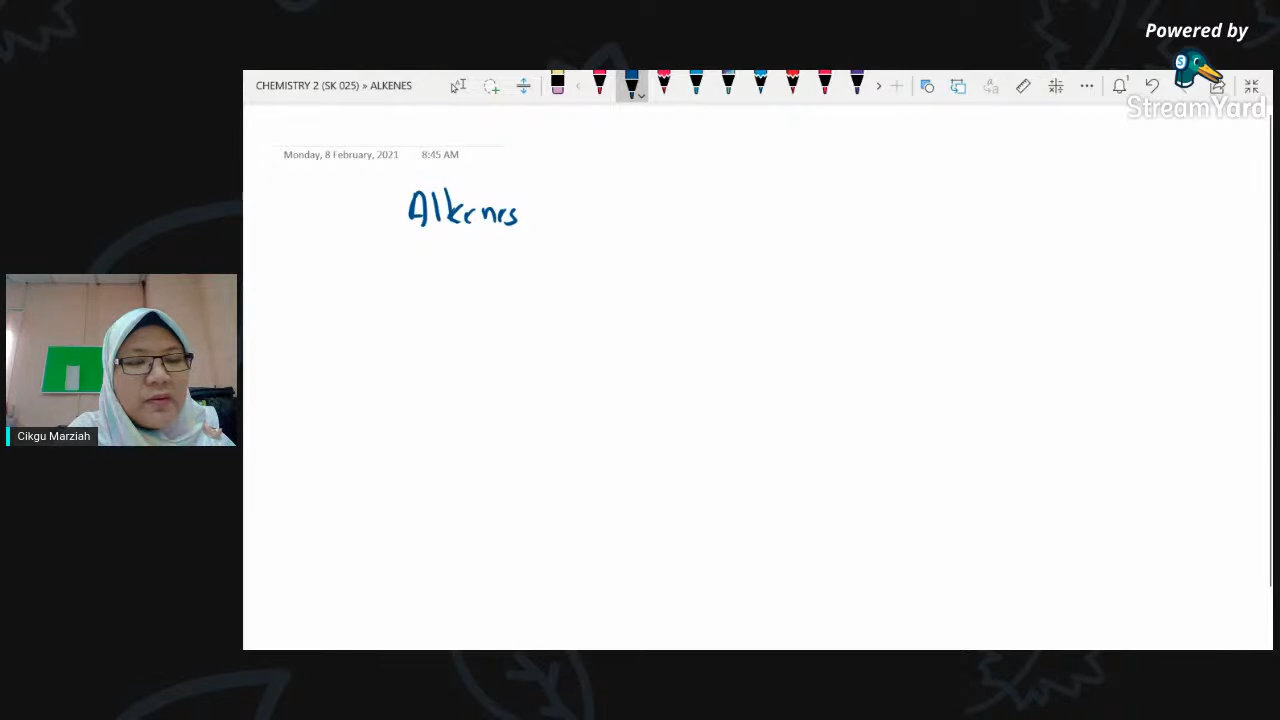 Powered by
StreamYard
CHEMISTRY 2 (SK 025) » ALKENES
Monday, 8 February, 2021 8:45 AM
Alkenes
Cikgu Marziah